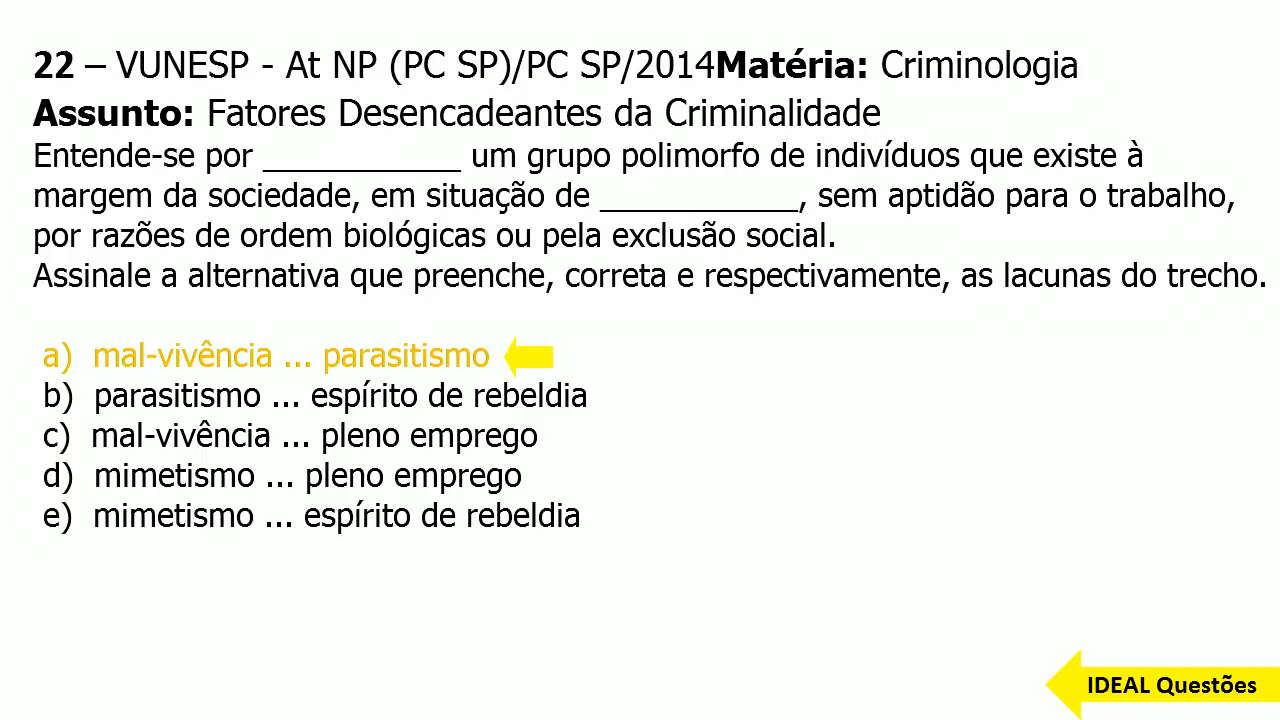 22 – VUNESP - At NP (PC SP)/PC SP/2014Matéria: Criminologia
Assunto: Fatores Desencadeantes da Criminalidade
Entende-se por ____________ um grupo polimorfo de indivíduos que existe à
margem da sociedade, em situação de ____________, sem aptidão para o trabalho,
por razões de ordem biológicas ou pela exclusão social.
Assinale a alternativa que preenche, correta e respectivamente, as lacunas do trecho.
a) mal-vivência ... parasitismo
b) parasitismo ... espírito de rebeldia
c) mal-vivência ... pleno emprego
d) mimetismo ... pleno emprego
e) mimetismo ... espírito de rebeldia
IDEAL Questões